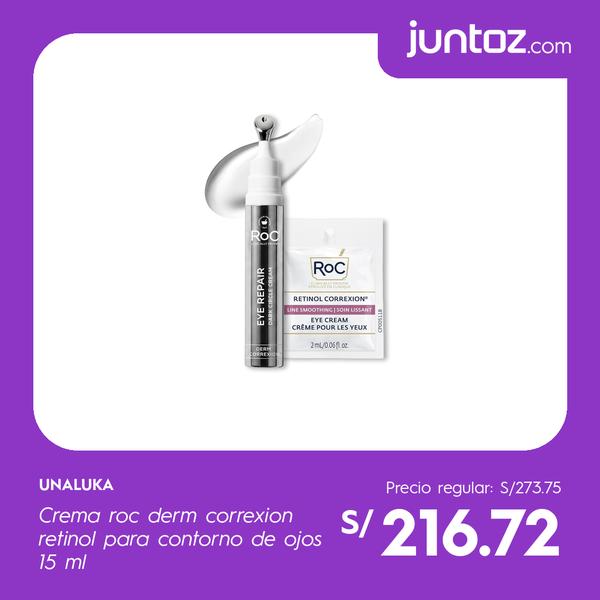 juntoz.com
RoC
EYE REPAIR
DARK CIRCLE CREAM
DERM
CORREXION
RoC
RETINOL CORREXION®
LINE SMOOTHING | SOIN LISSANT
EYE CREAM
CRÈME POUR LES YEUX
2 mL/0.06 fl. oz.
CP005118
UNALUKA
Crema roc derm correxion
retinol para contorno de ojos
15 ml
Precio regular: S/273.75
S/ 216.72